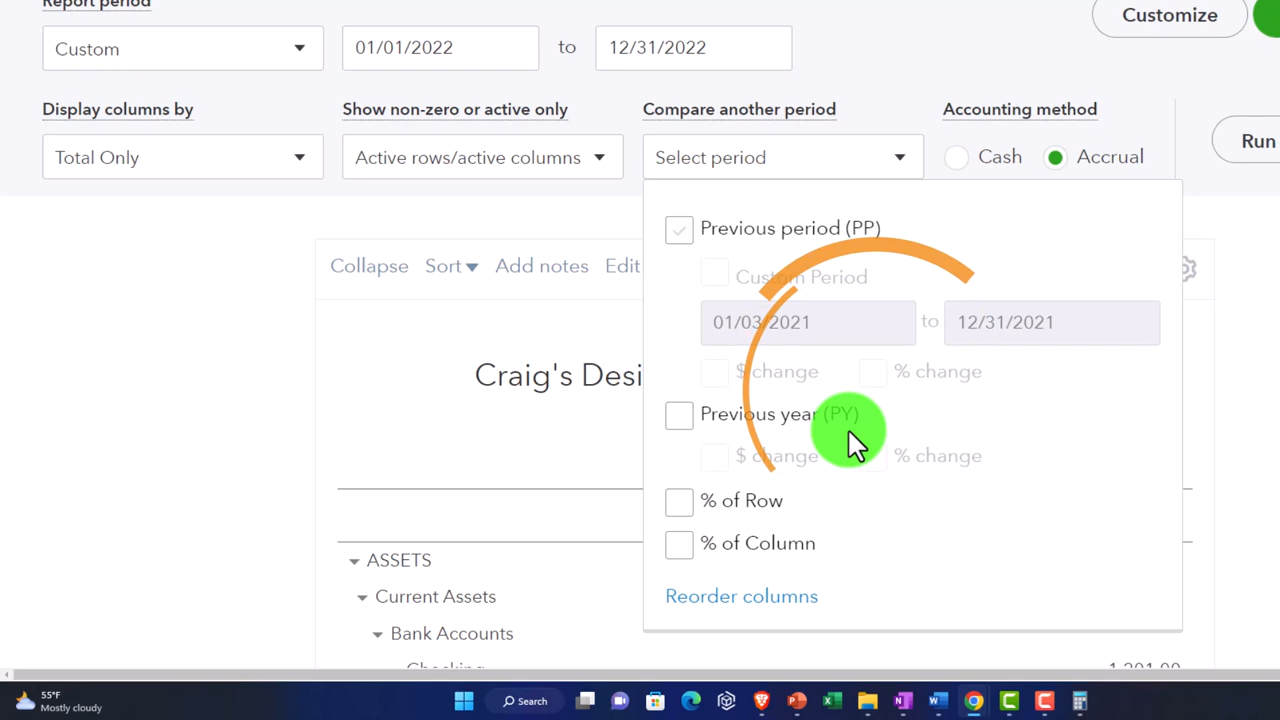 Report period
Customize
Custom
01/01/2022
to
12/31/2022
Display columns by
Show non-zero or active only
Compare another period
Accounting method
Total Only
Active rows/active columns
Select period
Cash
Accrual
Run
Previous period (PP)
Collapse
Sort
Add notes
Edit
Custom Period
01/03/2021
to
12/31/2021
$ change
% change
Craig's Desi
Previous year (PY)
$ change
% change
% of Row
% of Column
ASSETS
Current Assets
Reorder columns
Bank Accounts
Checking
1,201.00
55°F
Mostly cloudy
Search